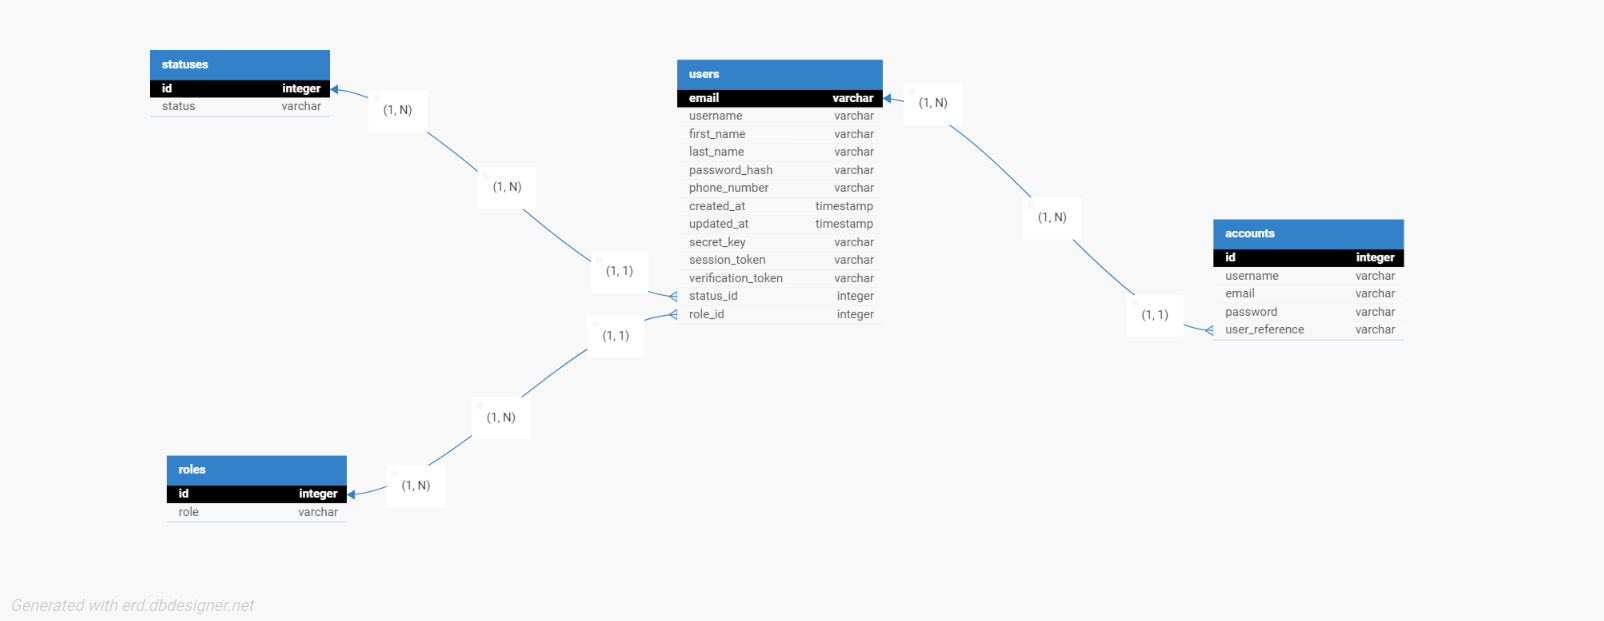 statuses
id integer
status varchar
(1, N)
(1, N)
(1, 1)
users
email varchar
username varchar
first_name varchar
last_name varchar
password_hash varchar
phone_number varchar
created_at timestamp
updated_at timestamp
secret_key varchar
session_token varchar
verification_token varchar
status_id integer
role_id integer
(1, N)
(1, N)
(1, 1)
accounts
id integer
username varchar
email varchar
password varchar
user_reference varchar
(1, 1)
(1, N)
(1, N)
roles
id integer
role varchar
Generated with erd.dbdesigner.net